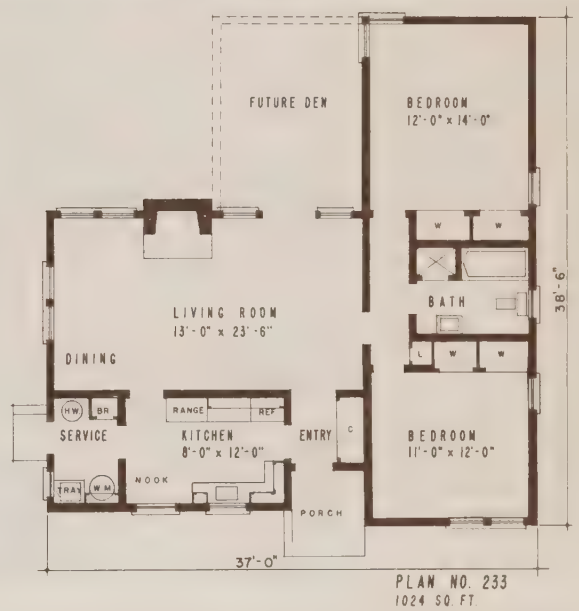 FUTURE DEN
BEDROOM
12'-0" x 14'-0"
W
W
BATH
38'-6"
LIVING ROOM
13'-0" x 23'-6"
DINING
L
W
W
HW
BR
RANGE
REF
C
SERVICE
KITCHEN
8'-0" x 12'-0"
ENTRY
BEDROOM
11'-0" x 12'-0"
NOOK
TRAY
WM
PORCH
37'-0"
PLAN NO. 233
1024 SQ. FT.